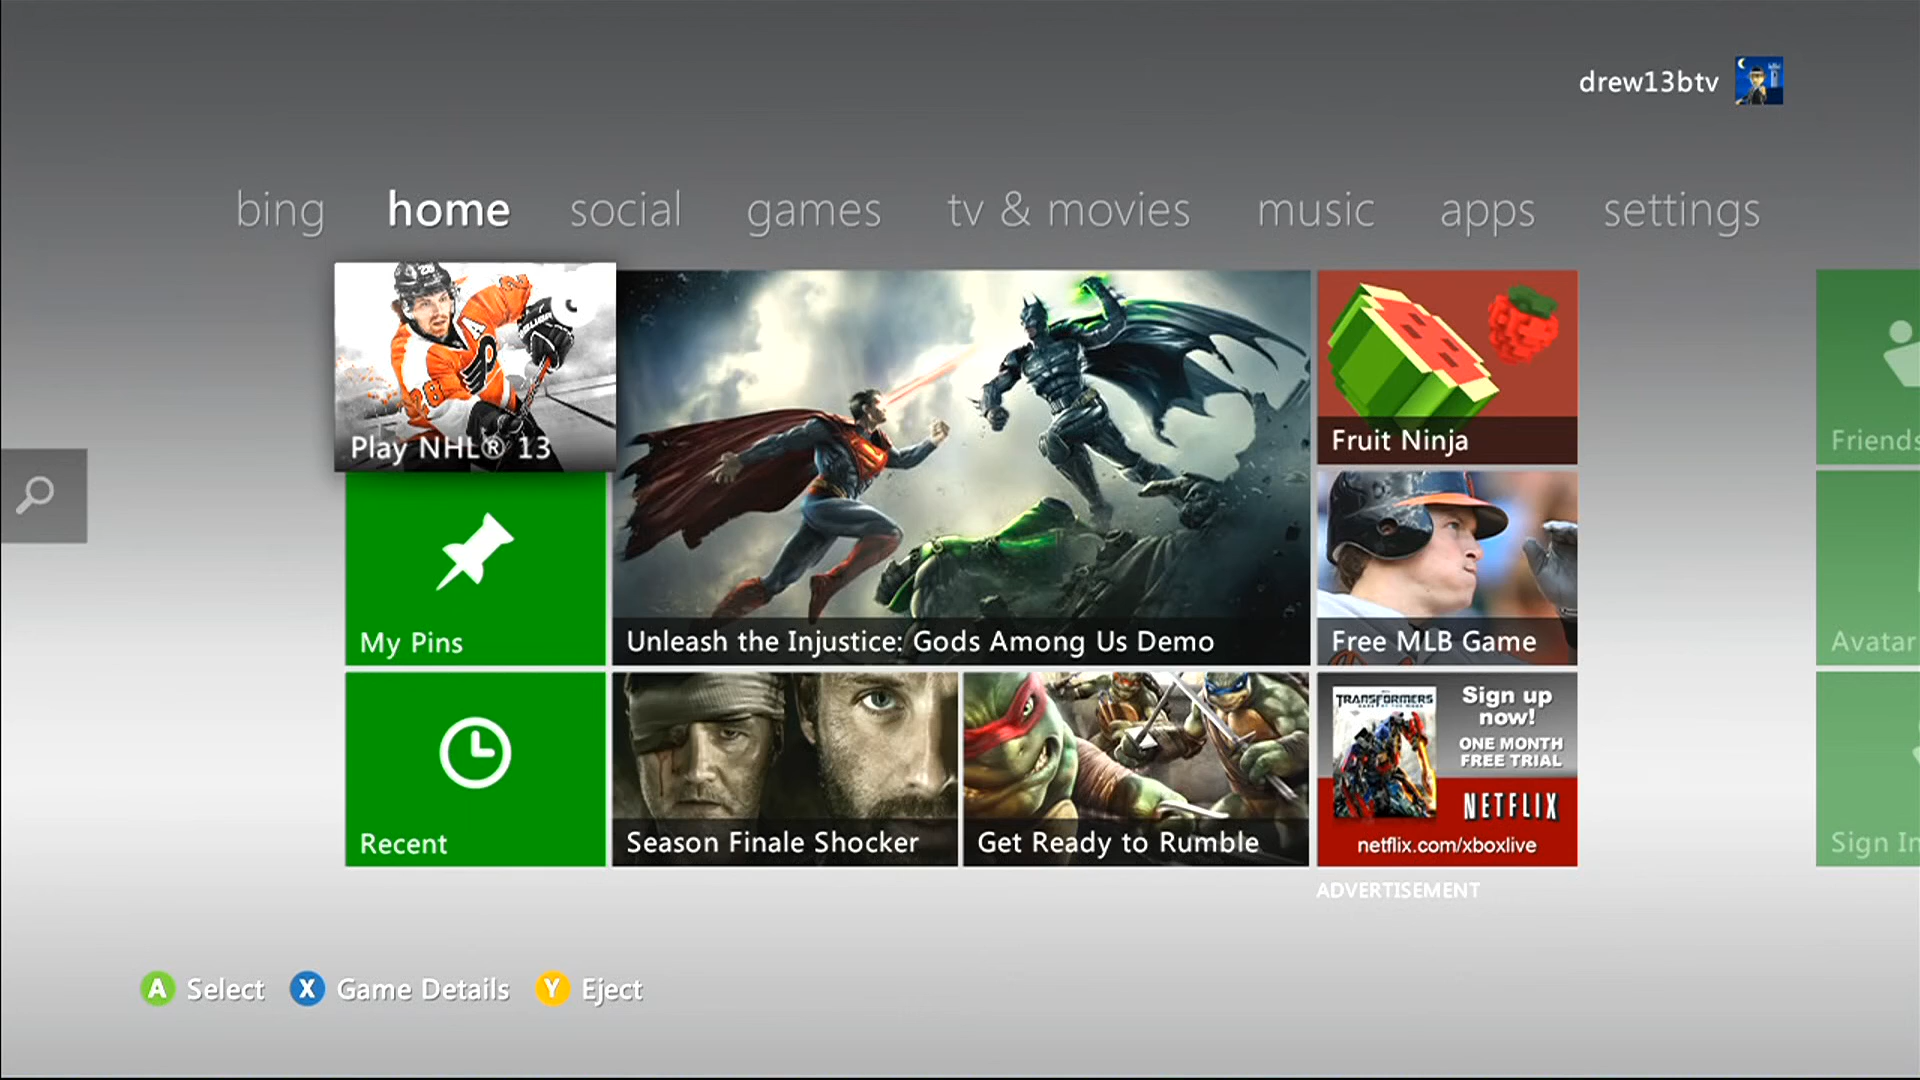 drew13btv
bing home social games tv & movies music apps settings
Play NHL® 13
My Pins
Recent
Unleash the Injustice: Gods Among Us Demo
Season Finale Shocker
Get Ready to Rumble
Fruit Ninja
Free MLB Game
TRANSFORMERS
Sign up
now!
ONE MONTH
FREE TRIAL
NETFLIX
netflix.com/xboxlive
ADVERTISEMENT
Friends
Avatar
Sign In
A Select X Game Details Y Eject